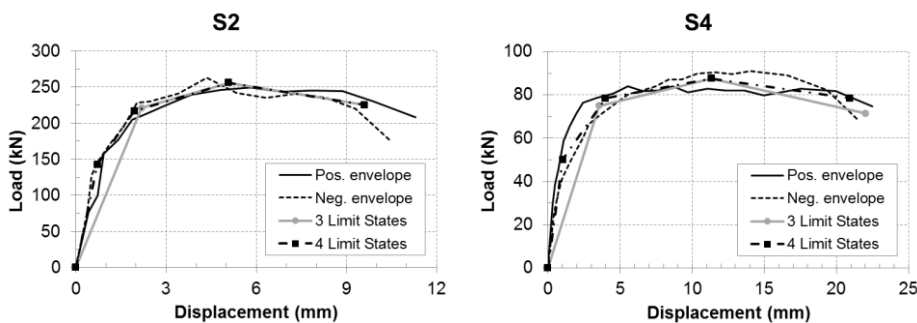 S2
300
250
200
150
100
50
0
Load (kN)
0 3 6 9 12
Displacement (mm)
Pos. envelope
Neg. envelope
3 Limit States
4 Limit States
S4
100
80
60
40
20
0
Load (kN)
0 5 10 15 20 25
Displacement (mm)
Pos. envelope
Neg. envelope
3 Limit States
4 Limit States